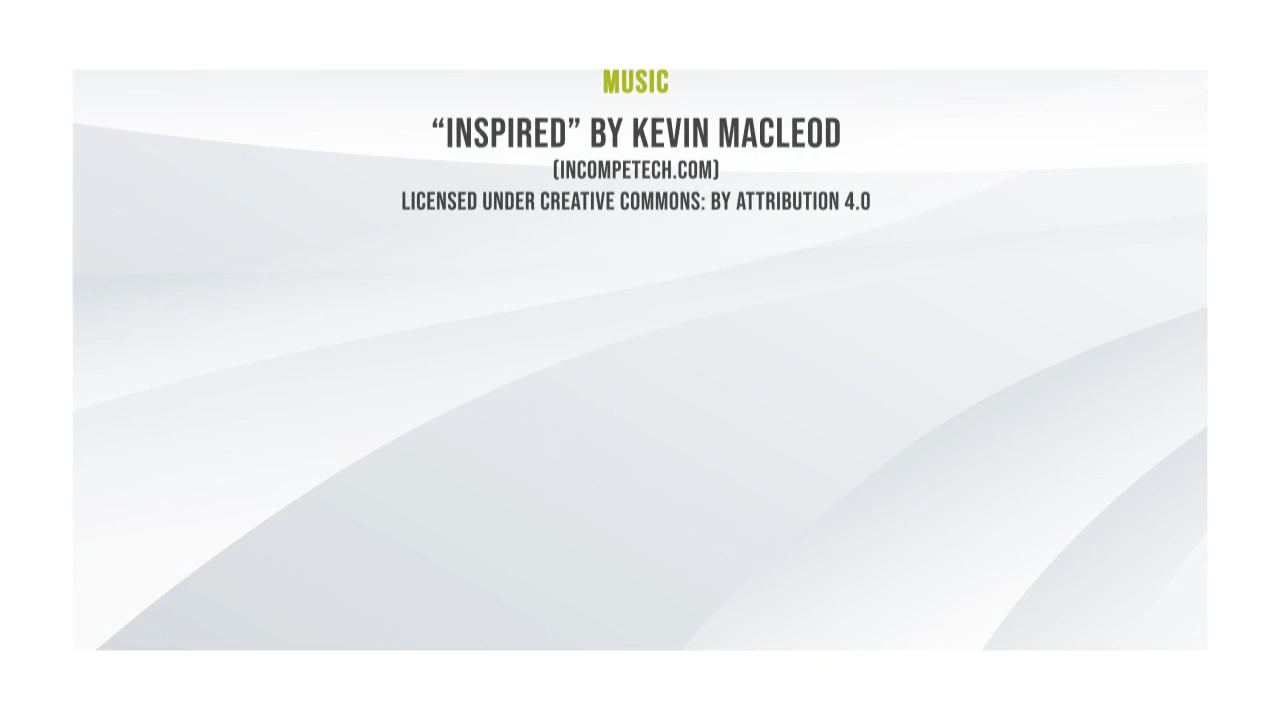 MUSIC
“INSPIRED” BY KEVIN MACLEOD
(INCOMPETECH.COM)
LICENSED UNDER CREATIVE COMMONS: BY ATTRIBUTION 4.0